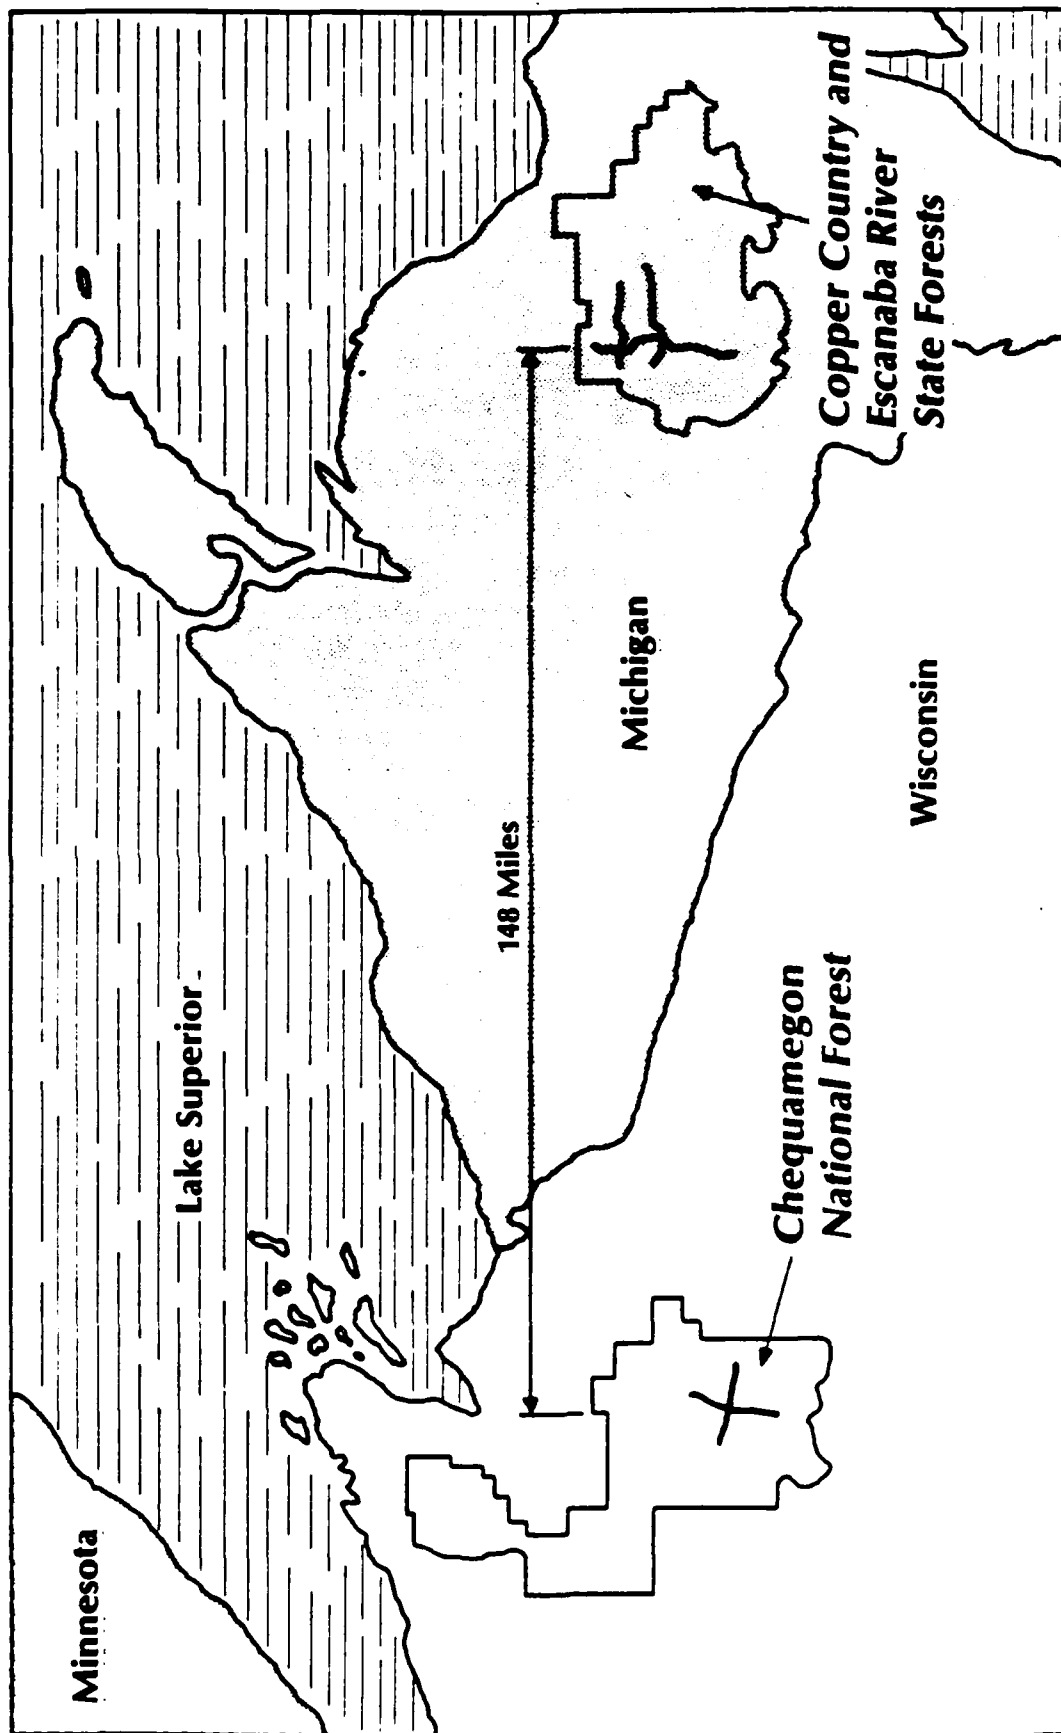 Minnesota
Lake Superior
148 Miles
Michigan
Wisconsin
Chequamegon
National Forest
Copper Country and
Escanaba River
State Forests